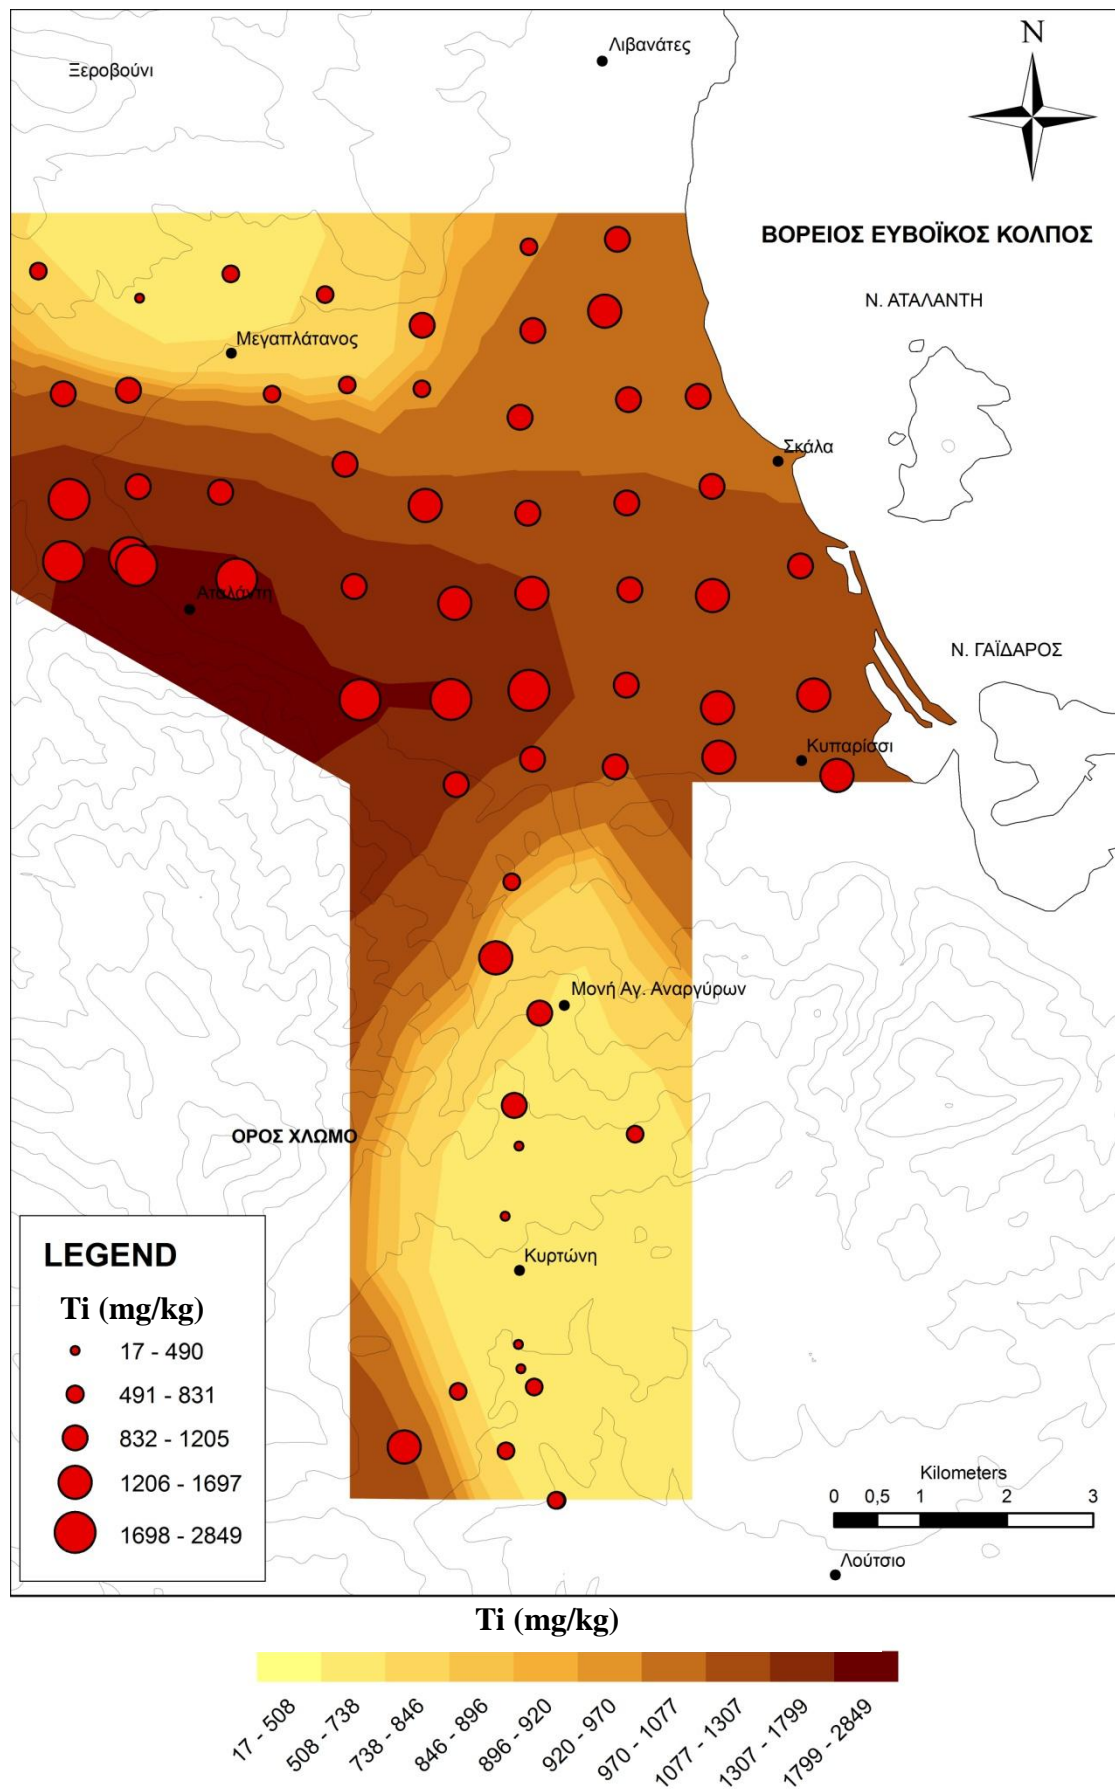 Λιβανάτες
Ξεροβούνι
N
ΒΟΡΕΙΟΣ ΕΥΒΟΪΚΟΣ ΚΟΛΠΟΣ
Ν. ΑΤΑΛΑΝΤΗ
Μεγαπλάτανος
Σκάλα
Αταλάντη
Ν. ΓΑΪΔΑΡΟΣ
Κυπαρίσσι
Μονή Αγ. Αναργύρων
ΟΡΟΣ ΧΛΩΜΟ
Κυρτώνη
LEGEND
Ti (mg/kg)
17 - 490
491 - 831
832 - 1205
1206 - 1697
1698 - 2849
Kilometers
0 0,5 1 2 3
Λούτσιο
Ti (mg/kg)
17 - 508
508 - 738
738 - 846
846 - 896
896 - 920
920 - 970
970 - 1077
1077 - 1307
1307 - 1799
1799 - 2849